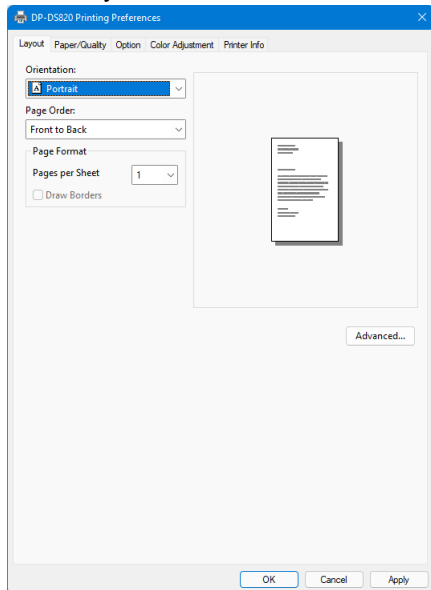 DP-DS820 Printing Preferences
Layout Paper/Quality Option Color Adjustment Printer Info
Orientation:
Portrait
Page Order:
Front to Back
Page Format
Pages per Sheet 1
Draw Borders
Advanced...
OK Cancel Apply